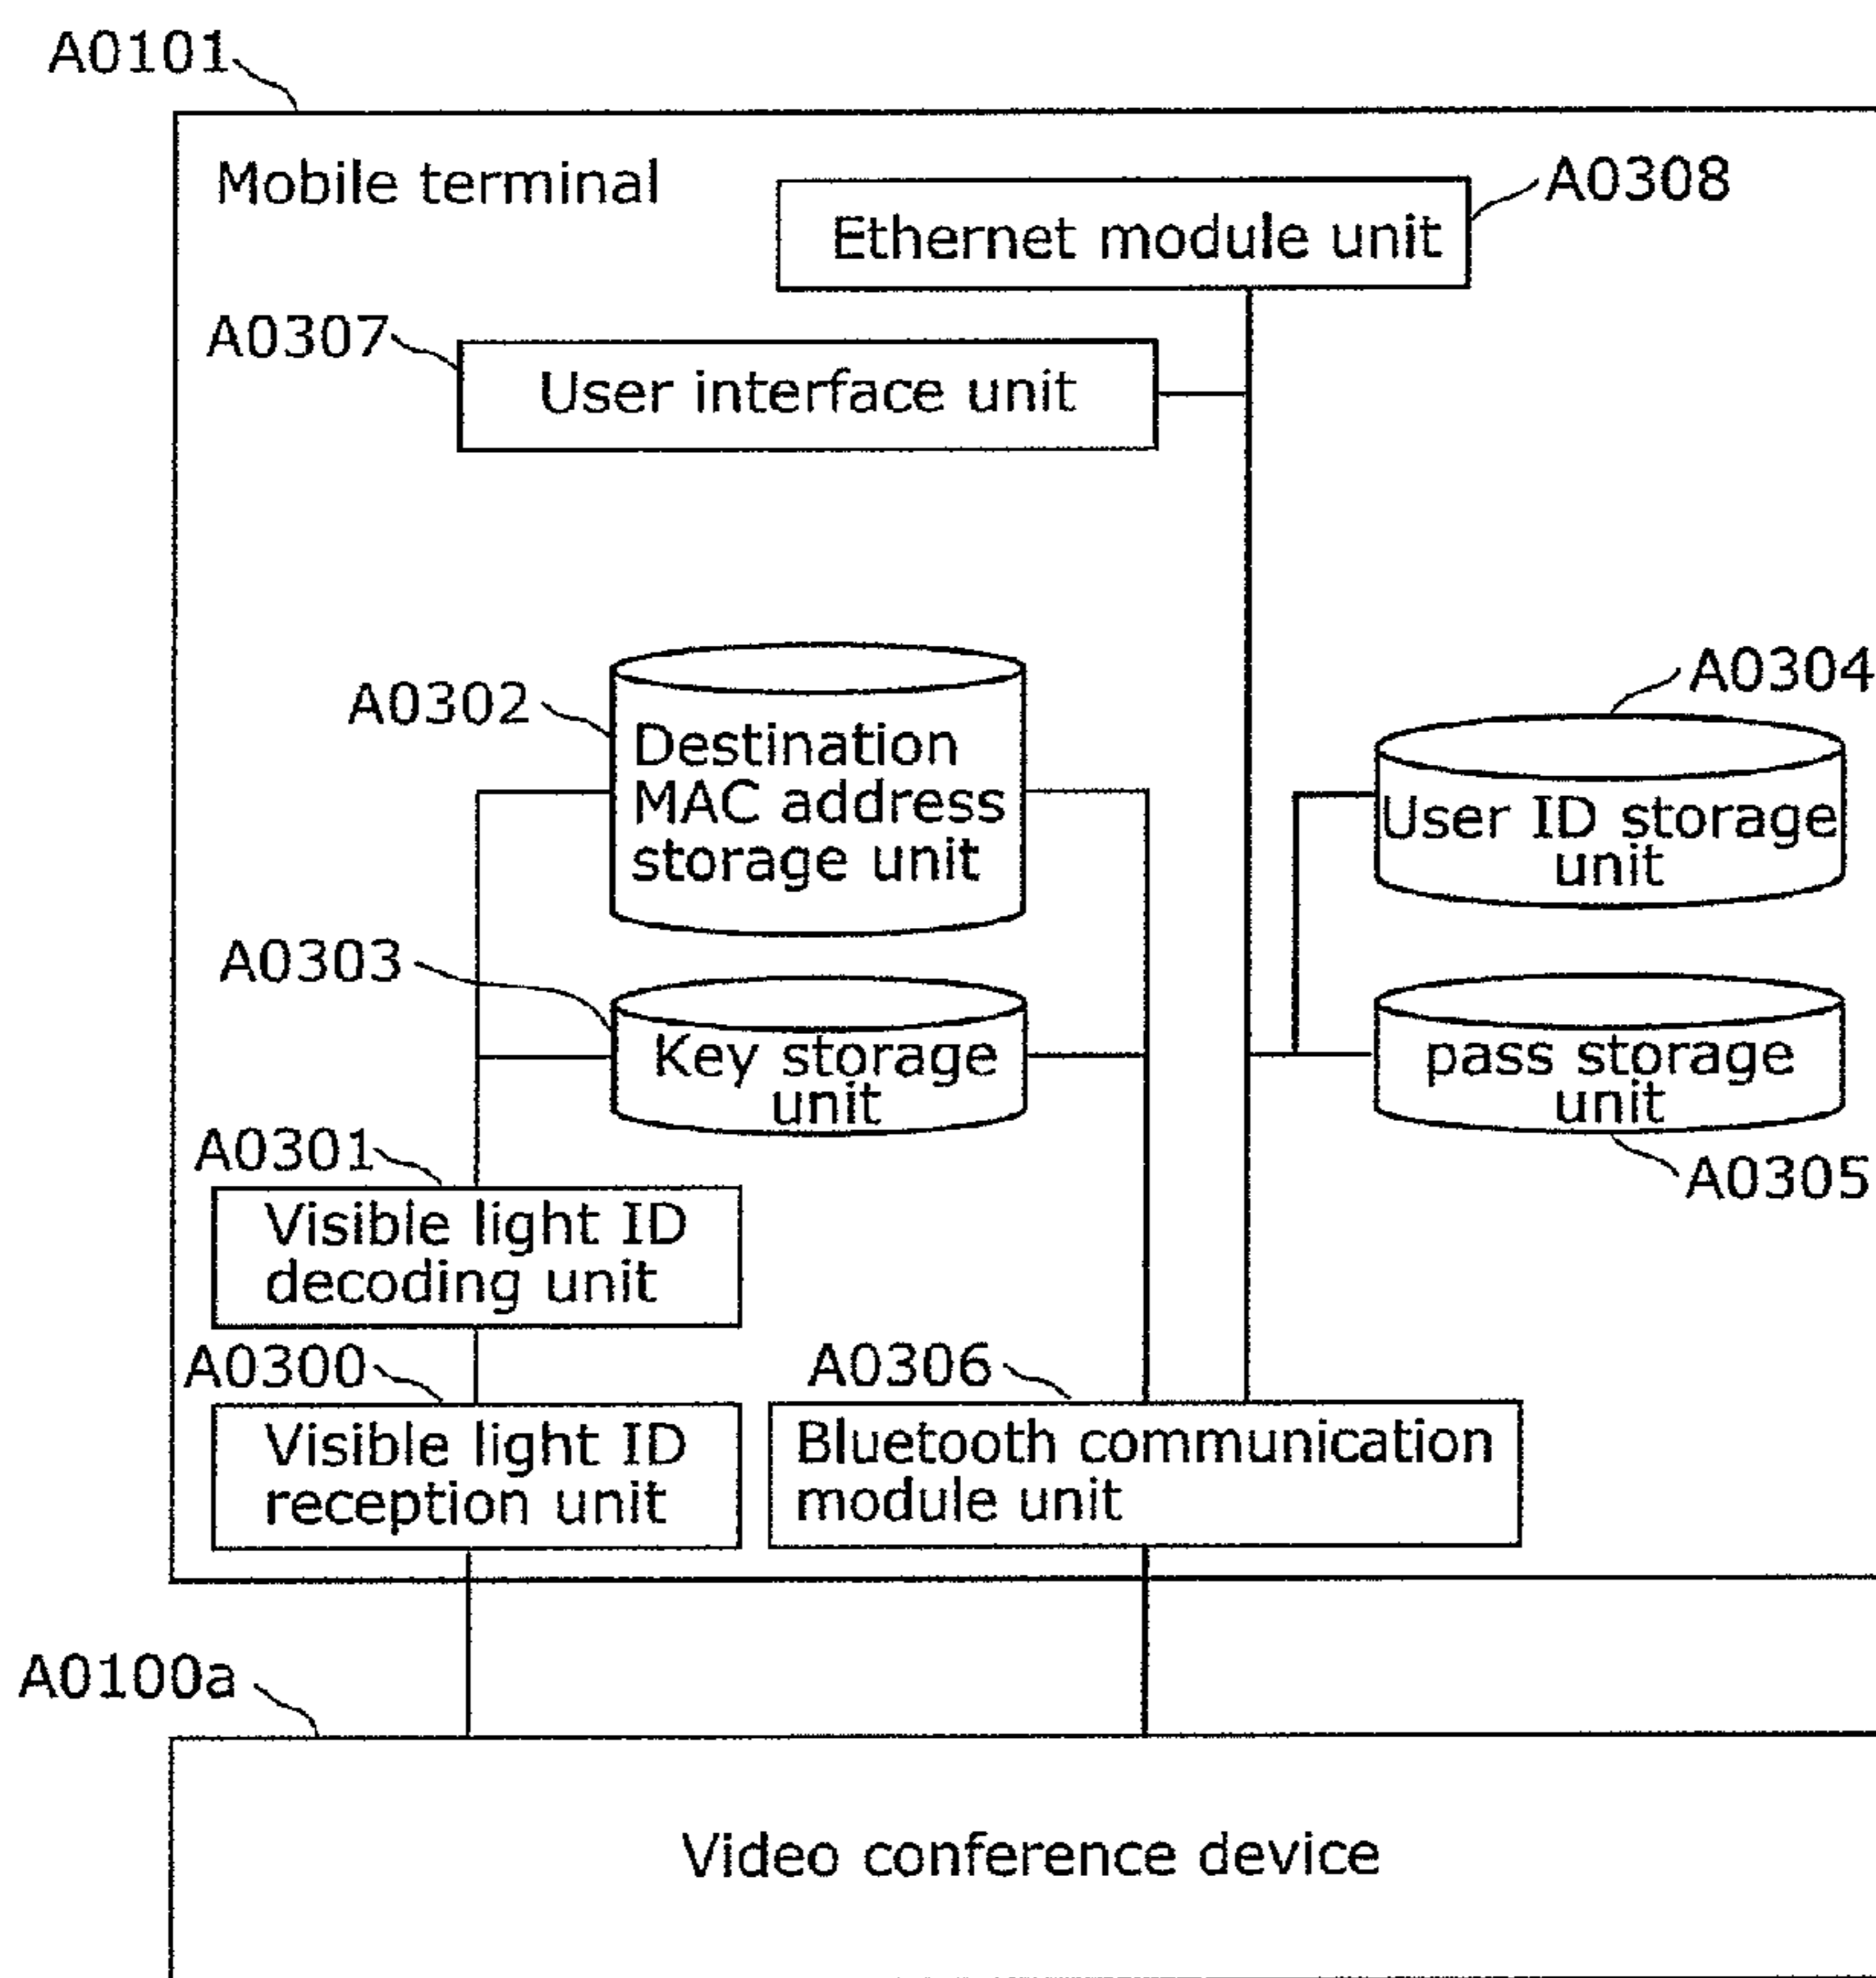 A0101
Mobile terminal
A0308
Ethernet module unit
A0307
User interface unit
A0302
Destination
MAC address
storage unit
A0304
User ID storage
unit
A0303
Key storage
unit
pass storage
unit
A0305
A0301
Visible light ID
decoding unit
A0300
Visible light ID
reception unit
A0306
Bluetooth communication
module unit
A0100a
Video conference device